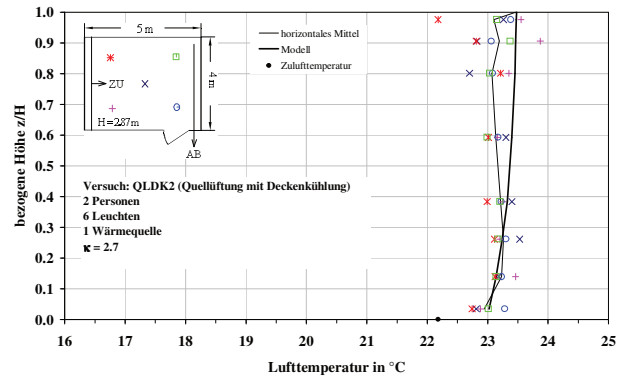 1.0
0.9
0.8
0.7
0.6
0.5
0.4
0.3
0.2
0.1
0.0
bezogene Höhe z/H
5 m
4 m
ZU
H=2.87m
AB
horizontales Mittel
Modell
Zulufttemperatur
Versuch: QLDK2 (Quellüftung mit Deckenkühlung)
2 Personen
6 Leuchten
1 Wärmequelle
κ = 2.7
16 17 18 19 20 21 22 23 24 25
Lufttemperatur in °C